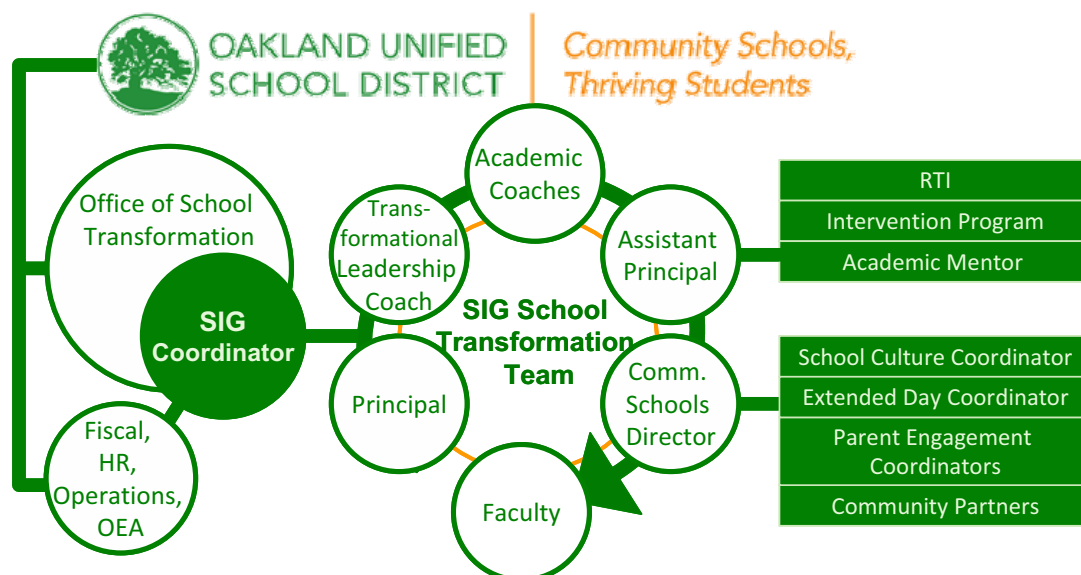 OAKLAND UNIFIED
SCHOOL DISTRICT
Community Schools,
Thriving Students
Office of School
Transformation
SIG
Coordinator
Fiscal,
HR,
Operations,
OEA
Academic
Coaches
Trans-
formational
Leadership
Coach
Assistant
Principal
SIG School
Transformation
Team
Principal
Comm.
Schools
Director
Faculty
RTI
Intervention Program
Academic Mentor
School Culture Coordinator
Extended Day Coordinator
Parent Engagement
Coordinators
Community Partners